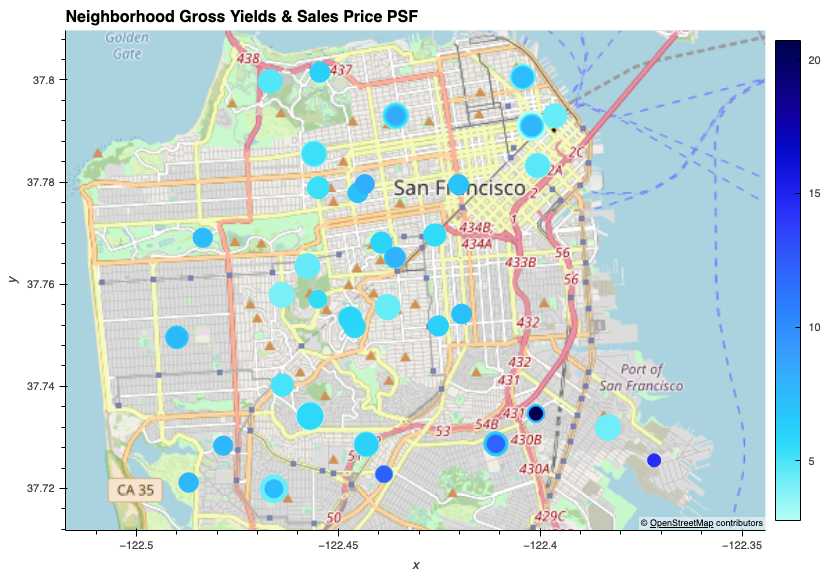 Neighborhood Gross Yields & Sales Price PSF
Golden
Gate
438
437
37.8
20
2C
2A
37.78
San Francisco
2
15
1
434B;
434A
56
433B
37.76
56
y
10
432
432
Port of
San Francisco
37.74
431
431
54B
53
430B
5
430A
CA 35
37.72
50
429C
© OpenStreetMap contributors
−122.5
−122.45
−122.4
−122.35
x